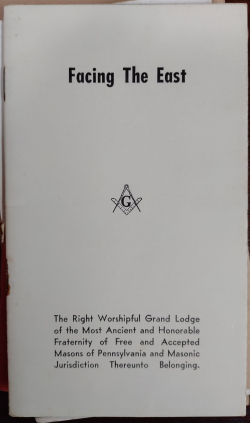 Facing The East
G
The Right Worshipful Grand Lodge
of the Most Ancient and Honorable
Fraternity of Free and Accepted
Masons of Pennsylvania and Masonic
Jurisdiction Thereunto Belonging.